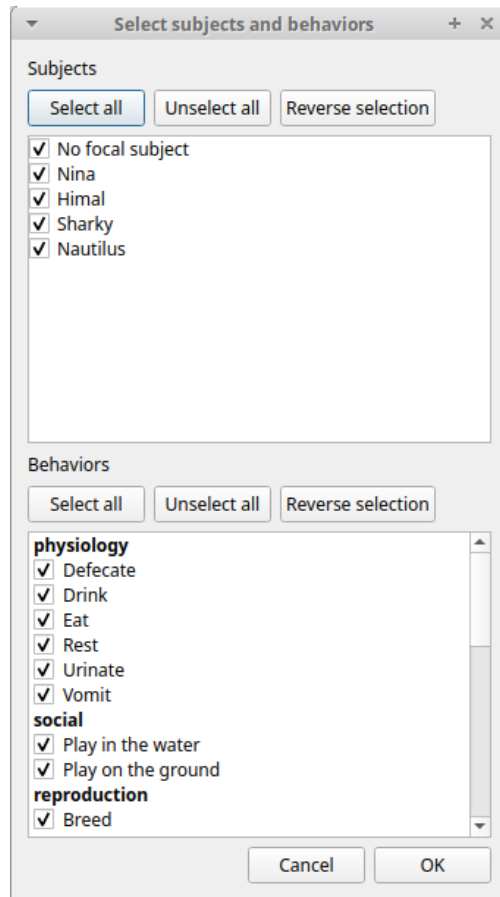 Select subjects and behaviors
Subjects
Select all Unselect all Reverse selection
No focal subject
Nina
Himal
Sharky
Nautilus
Behaviors
Select all Unselect all Reverse selection
physiology
Defecate
Drink
Eat
Rest
Urinate
Vomit
social
Play in the water
Play on the ground
reproduction
Breed
Cancel OK